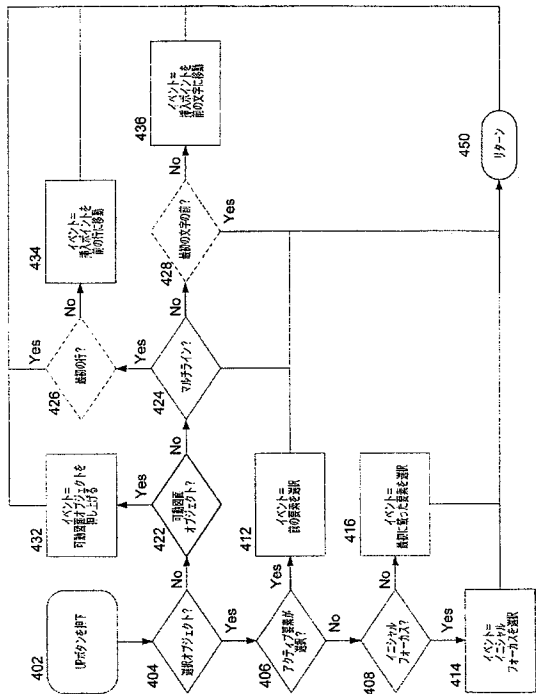 402
UPボタンを押下
404
選択オブジェクト?
No
Yes
422
可動図面
オブジェクト?
Yes
No
432
イベント=
可動図面オブジェクトを
押し上げる
424
マルチライン?
Yes
No
426
最初の行?
Yes
No
434
イベント=
挿入ポイントを
前の行に移動
428
最初の文字の前?
No
Yes
436
イベント=
挿入ポイントを
前の文字に移動
406
アクティブ要素が
選択?
Yes
No
412
イベント=
前の要素を選択
408
イニシャル
フォーカス?
No
Yes
416
イベント=
最初に載った要素を選択
414
イベント=
イニシャル
フォーカスを選択
450
リターン